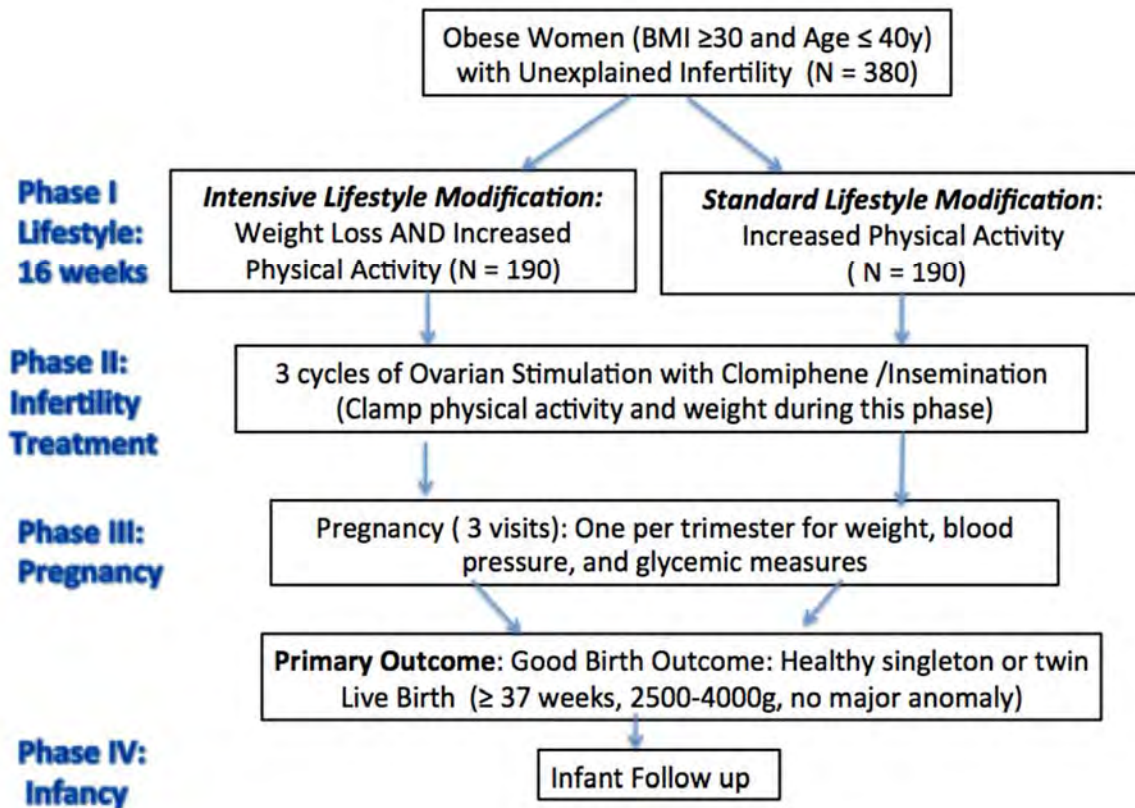 Obese Women (BMI ≥30 and Age ≤ 40y)
with Unexplained Infertility (N = 380)
Phase I
Lifestyle:
16 weeks
Intensive Lifestyle Modification:
Weight Loss AND Increased
Physical Activity (N = 190)
Standard Lifestyle Modification:
Increased Physical Activity
( N = 190)
Phase II:
Infertility
Treatment
3 cycles of Ovarian Stimulation with Clomiphene /Insemination
(Clamp physical activity and weight during this phase)
Phase III:
Pregnancy
Pregnancy ( 3 visits): One per trimester for weight, blood
pressure, and glycemic measures
Primary Outcome: Good Birth Outcome: Healthy singleton or twin
Live Birth (≥ 37 weeks, 2500-4000g, no major anomaly)
Phase IV:
Infancy
Infant Follow up